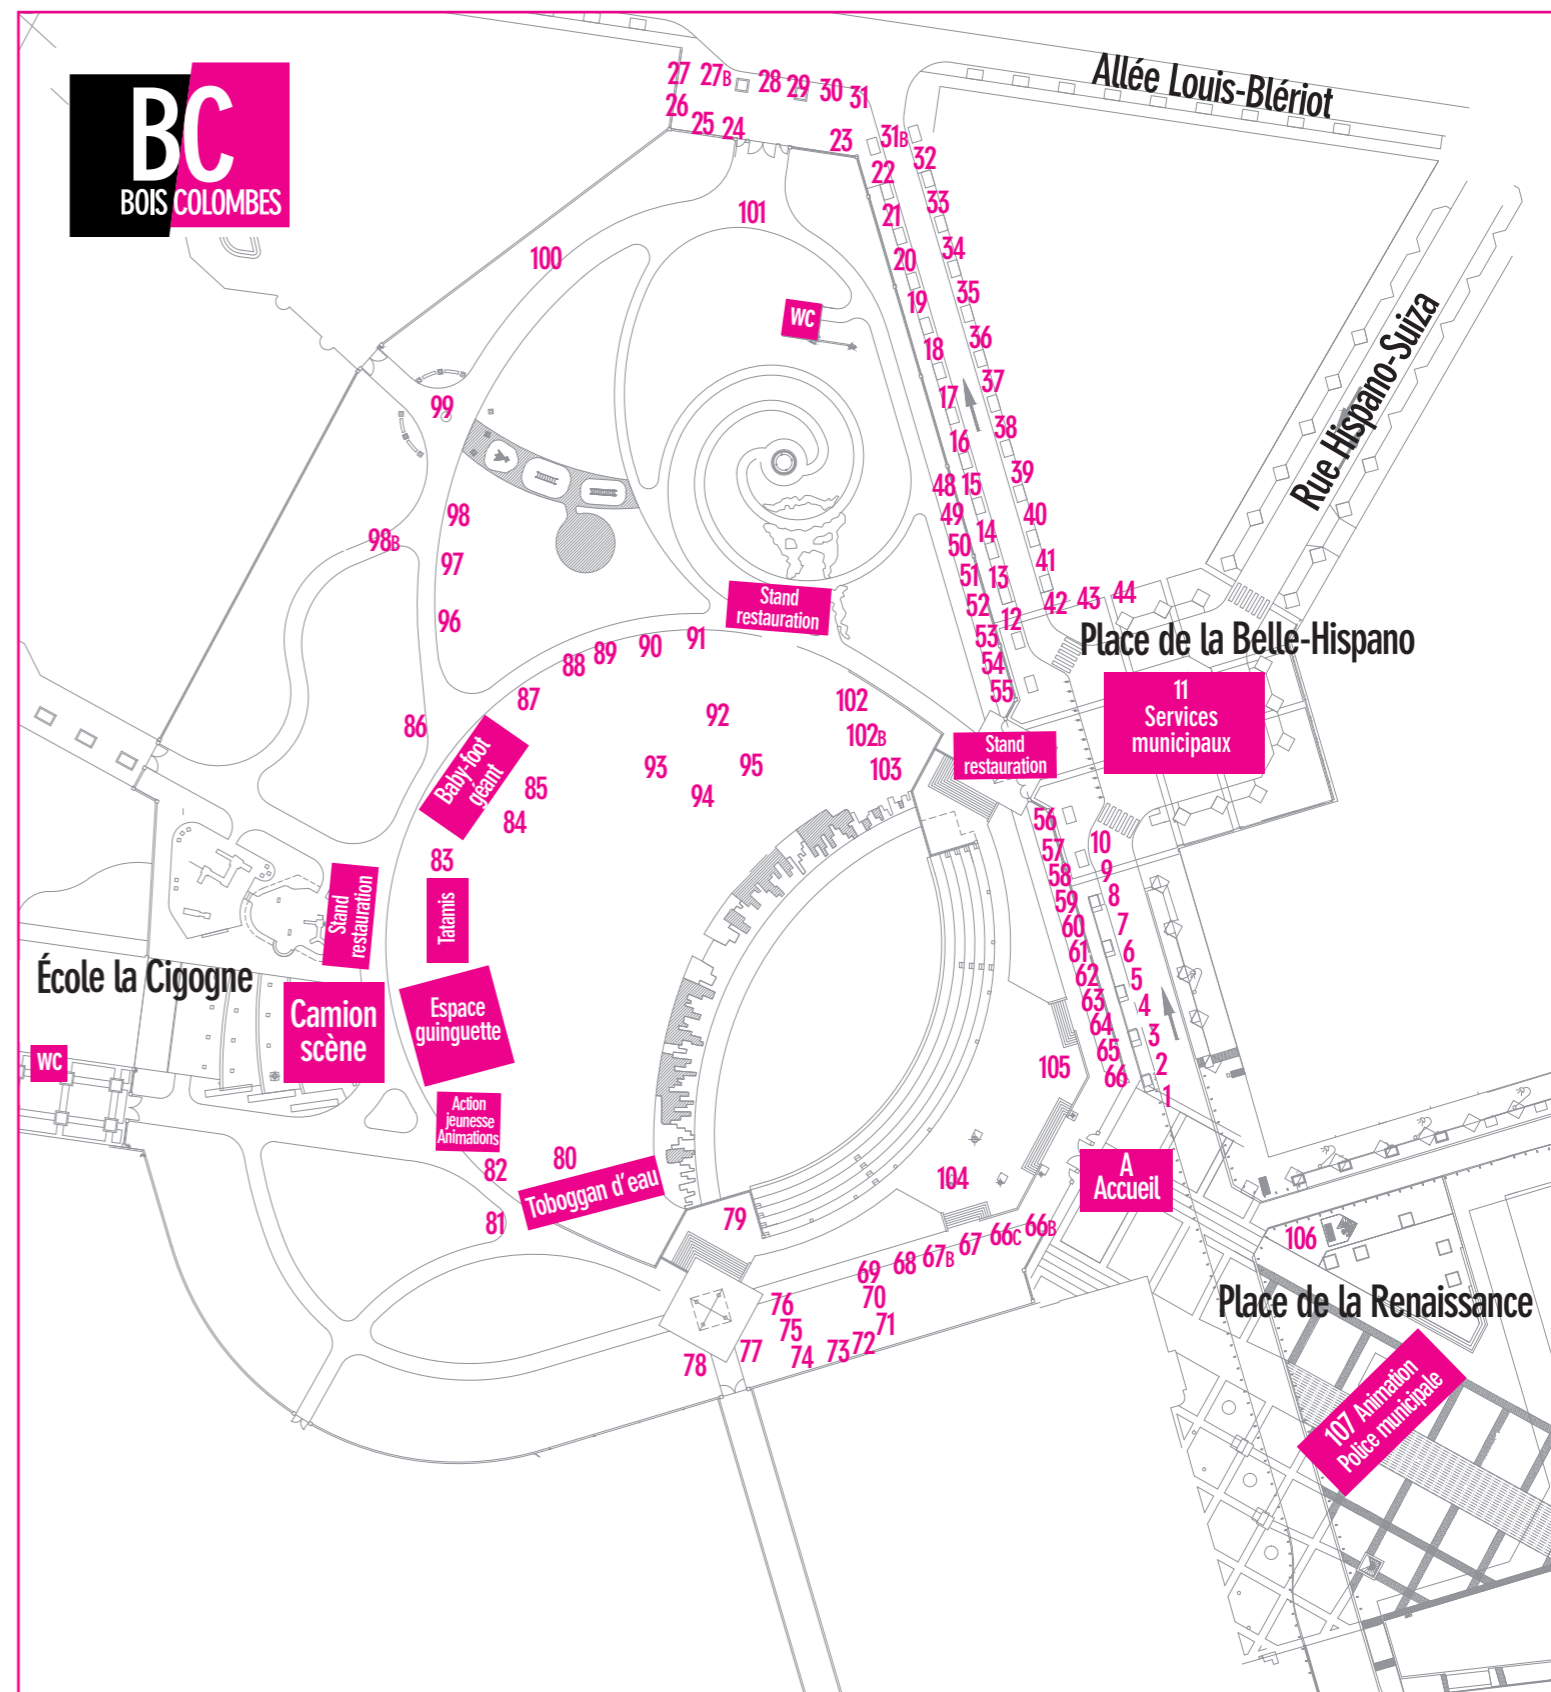 BC
BOIS COLOMBES
Allée Louis-Blériot
27
27B
28
29
30
31
26
25
24
23
31B
22
32
21
33
20
34
19
35
18
36
17
37
16
38
15
39
14
40
13
41
12
42
43
44
101
100
WC
99
98
98B
97
96
48
49
50
51
52
53
54
55
Rue Hispano-Suiza
Stand
restauration
Place de la Belle-Hispano
11
Services
municipaux
Stand
restauration
91
90
89
88
87
86
92
93
94
95
102
102B
103
Baby-foot
géant
85
84
83
Tatamis
Stand
restauration
École la Cigogne
Camion
scène
Espace
guinguette
WC
Action
jeunesse
Animations
82
81
80
Toboggan d’eau
79
56
57
58
59
60
61
62
63
64
65
66
10
9
8
7
6
5
4
3
2
1
105
104
A
Accueil
66B
66C
67
67B
68
69
70
71
72
73
74
75
76
77
78
106
Place de la Renaissance
107 Animation
Police municipale